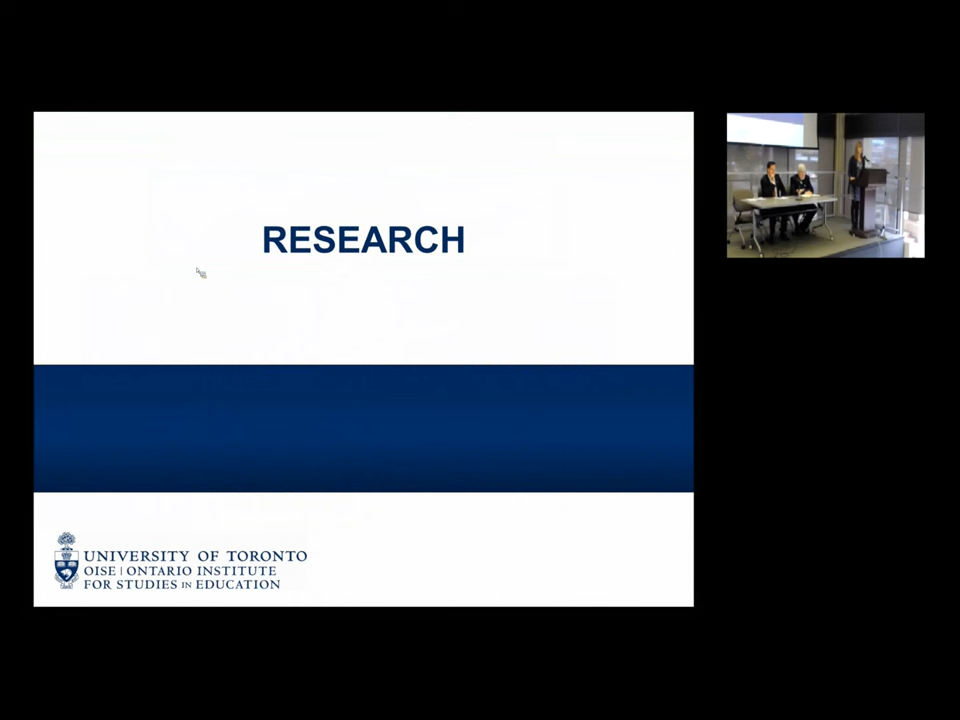 RESEARCH
UNIVERSITY OF TORONTO
OISE | ONTARIO INSTITUTE
FOR STUDIES IN EDUCATION